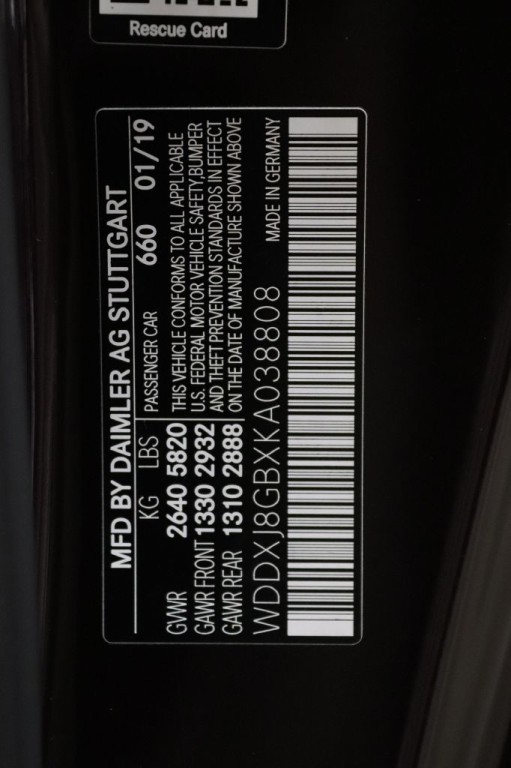 Rescue Card
MFD BY DAIMLER AG STUTTGART
KG LBS PASSENGER CAR 660 01/19
GVWR 2640 5820 THIS VEHICLE CONFORMS TO ALL APPLICABLE
GAWR FRONT 1330 2932 U.S. FEDERAL MOTOR VEHICLE SAFETY, BUMPER
AND THEFT PREVENTION STANDARDS IN EFFECT
GAWR REAR 1310 2888 ON THE DATE OF MANUFACTURE SHOWN ABOVE
WDDXJ8GBXKA038808 MADE IN GERMANY